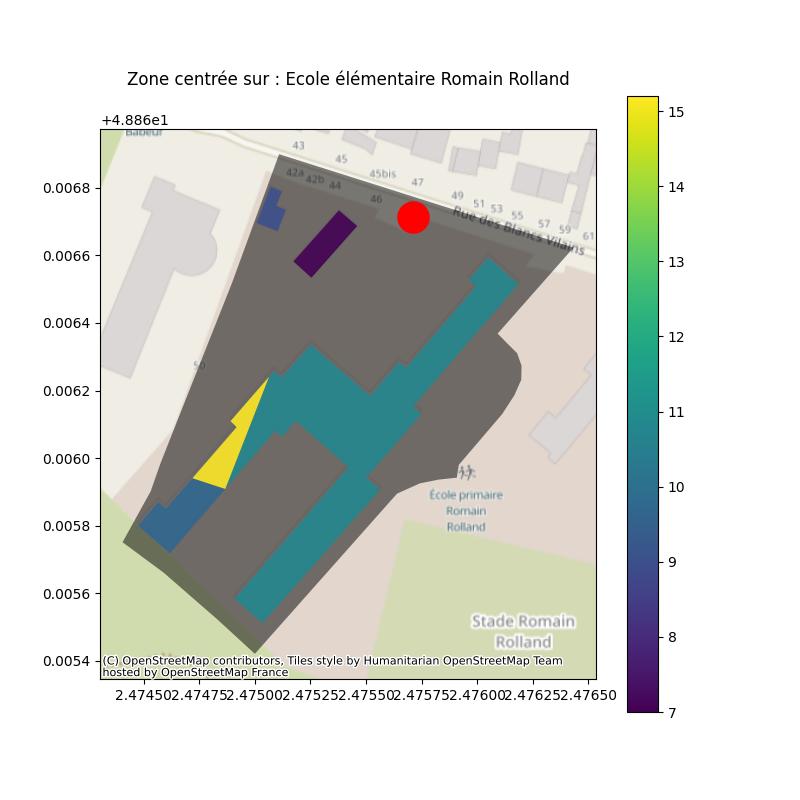 Zone centrée sur : Ecole élémentaire Romain Rolland
+4.886e1
Babeur
43
45
42a
42b
44
45bis
46
47
49
51
53
55
57
59
61
Rue des Blancs Vilains
50
École primaire
Romain
Rolland
Stade Romain
Rolland
(C) OpenStreetMap contributors, Tiles style by Humanitarian OpenStreetMap Team
hosted by OpenStreetMap France
0.0068
0.0066
0.0064
0.0062
0.0060
0.0058
0.0056
0.0054
2.47450
2.47475
2.47500
2.47525
2.47550
2.47575
2.47600
2.47625
2.47650
15
14
13
12
11
10
9
8
7